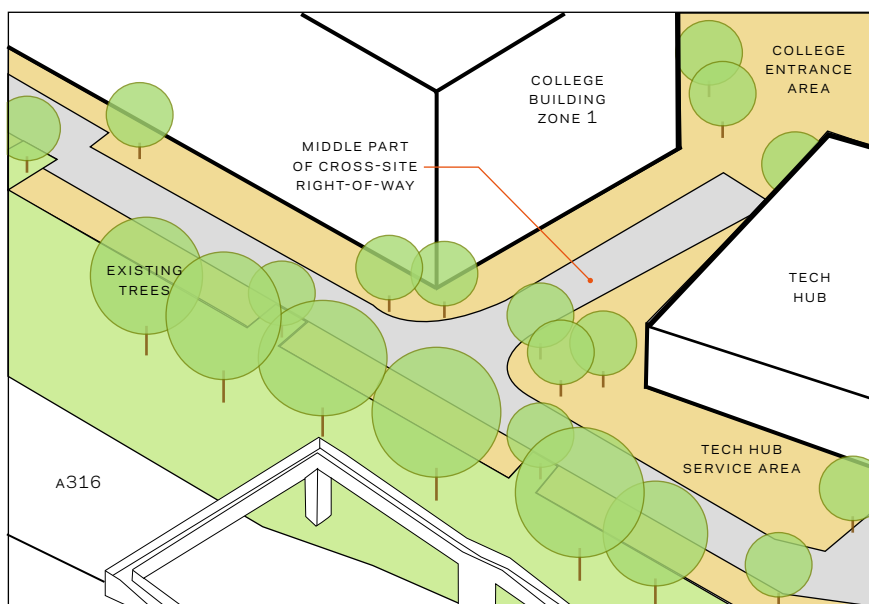 COLLEGE
ENTRANCE
AREA
COLLEGE
BUILDING
ZONE 1
MIDDLE PART
OF CROSS-SITE
RIGHT-OF-WAY
EXISTING
TREES
TECH
HUB
TECH HUB
SERVICE AREA
A316